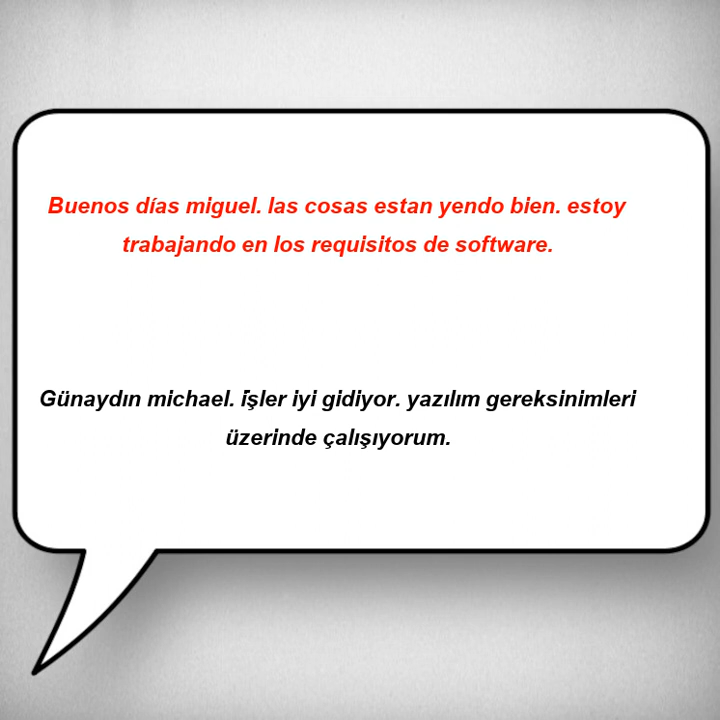 Buenos días miguel. las cosas estan yendo bien. estoy
trabajando en los requisitos de software.
Günaydın michael. i̇şler iyi gidiyor. yazılım gereksinimleri
üzerinde çalışıyorum.